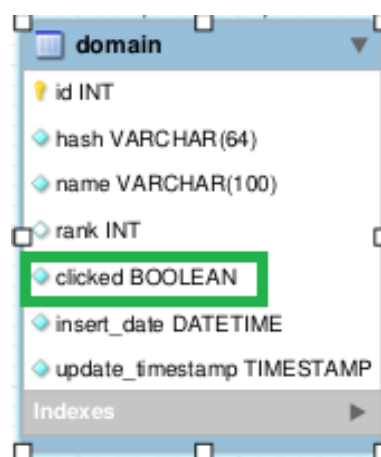 domain
id INT
hash VARCHAR(64)
name VARCHAR(100)
rank INT
clicked BOOLEAN
insert_date DATETIME
update_timestamp TIMESTAMP
Indexes